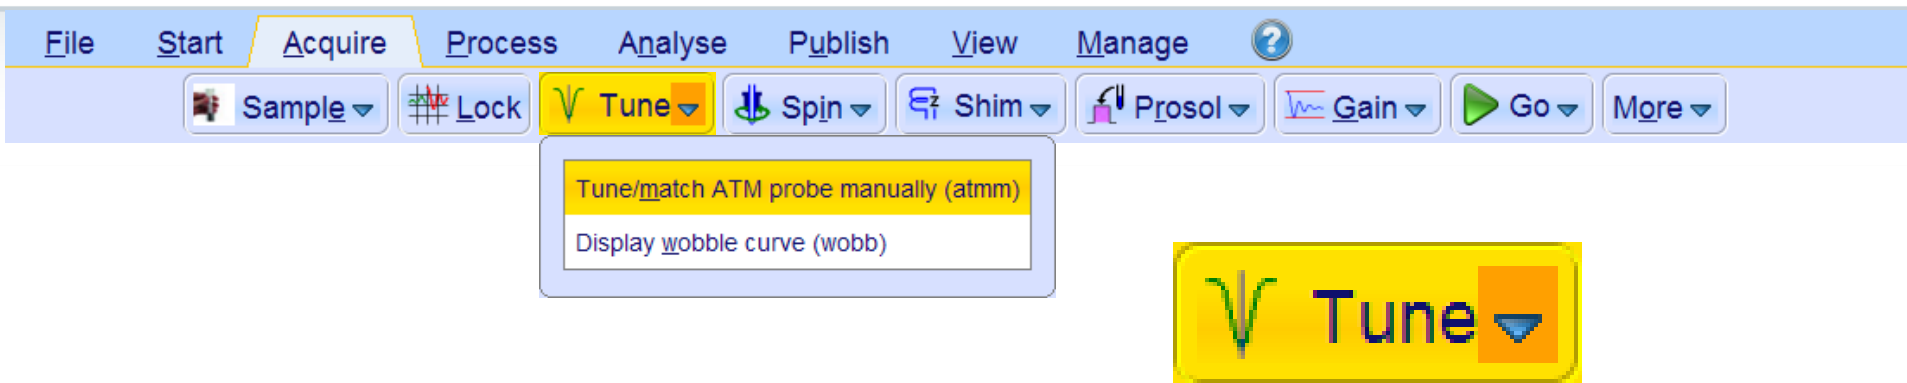 File Start Acquire Process Analyse Publish View Manage ?
Sample Lock Tune Spin Z Shim Prosol Gain Go More
Tune/match ATM probe manually (atmm)
Display wobble curve (wobb)
Tune